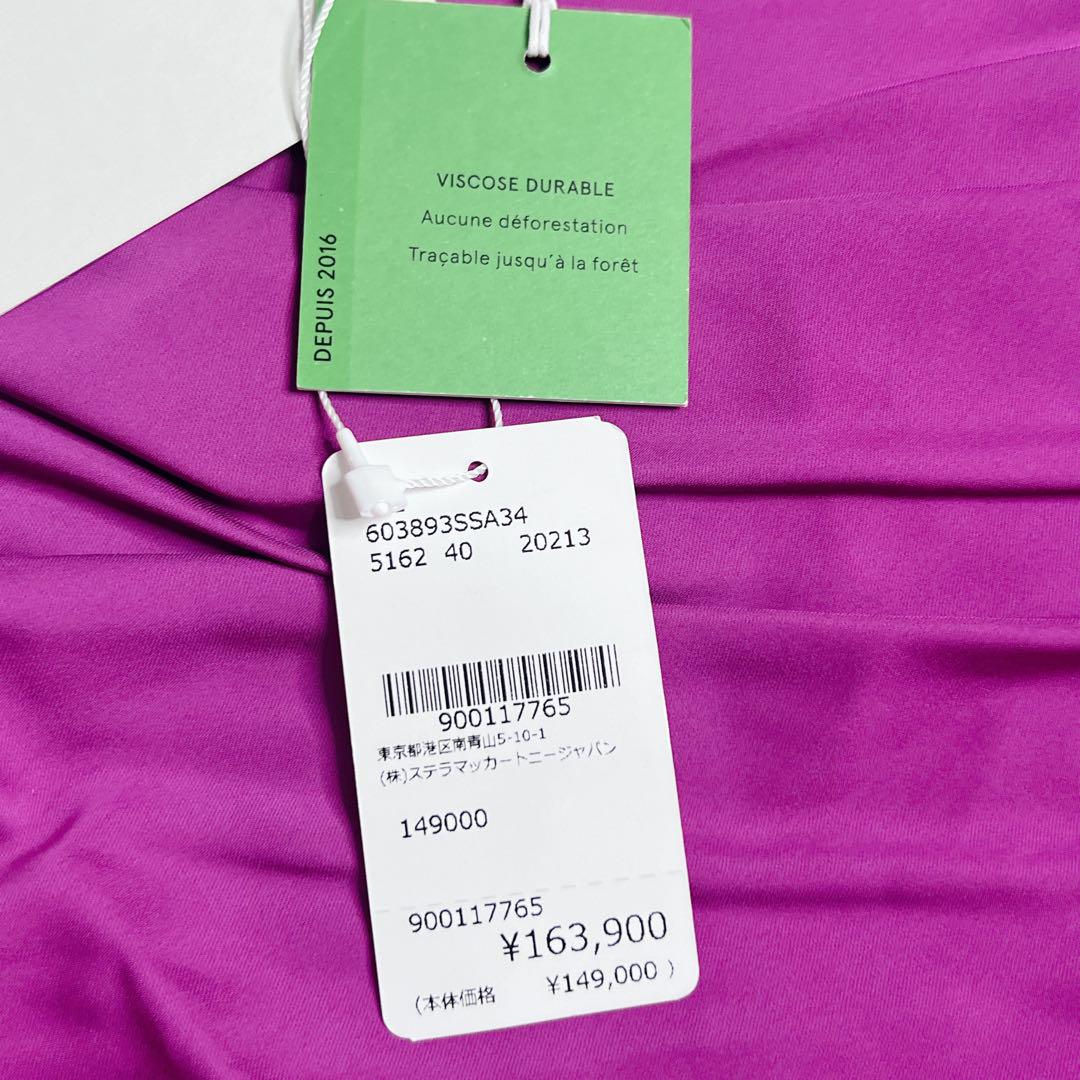 VISCOSE DURABLE
Aucune déforestation
Traçable jusqu'à la forêt
DEPUIS 2016
603893SSA34
5162 40 20213
900117765
東京都港区南青山5-10-1
(株)ステラマッカートニージャパン
149000
900117765
¥163,900
(本体価格 ¥149,000 )